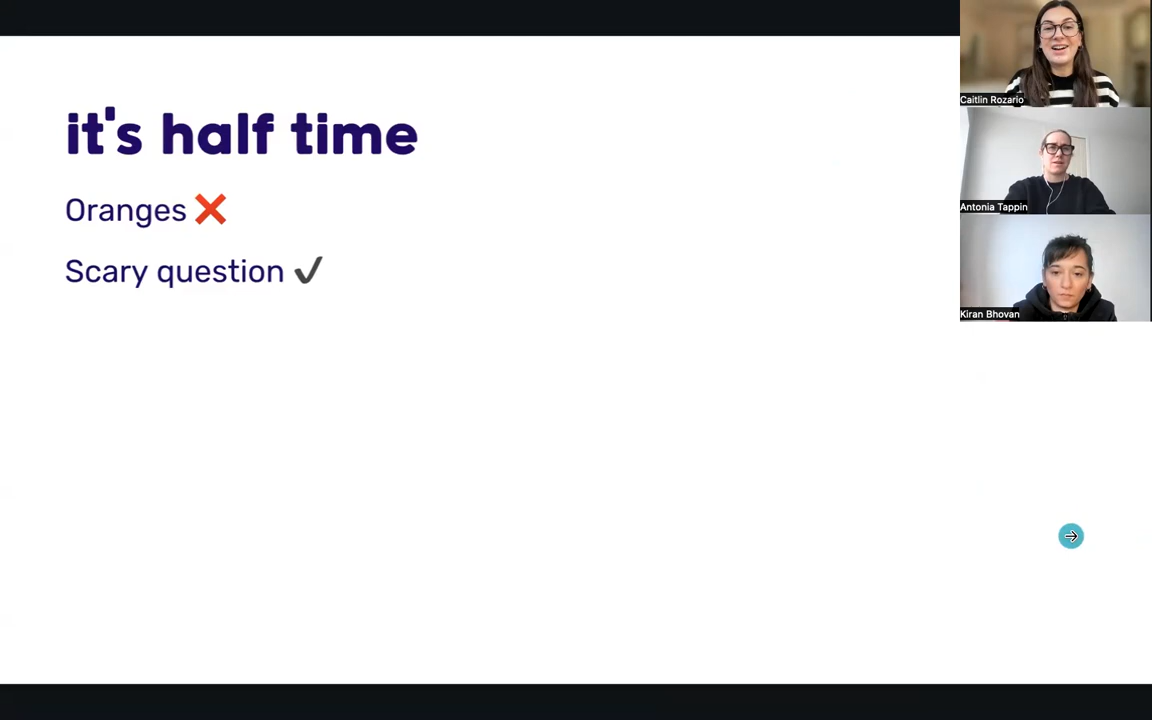 it's half time
Oranges ❌
Scary question ✔
Caitlin Rozario
Antonia Tappin
Kiran Bhovan